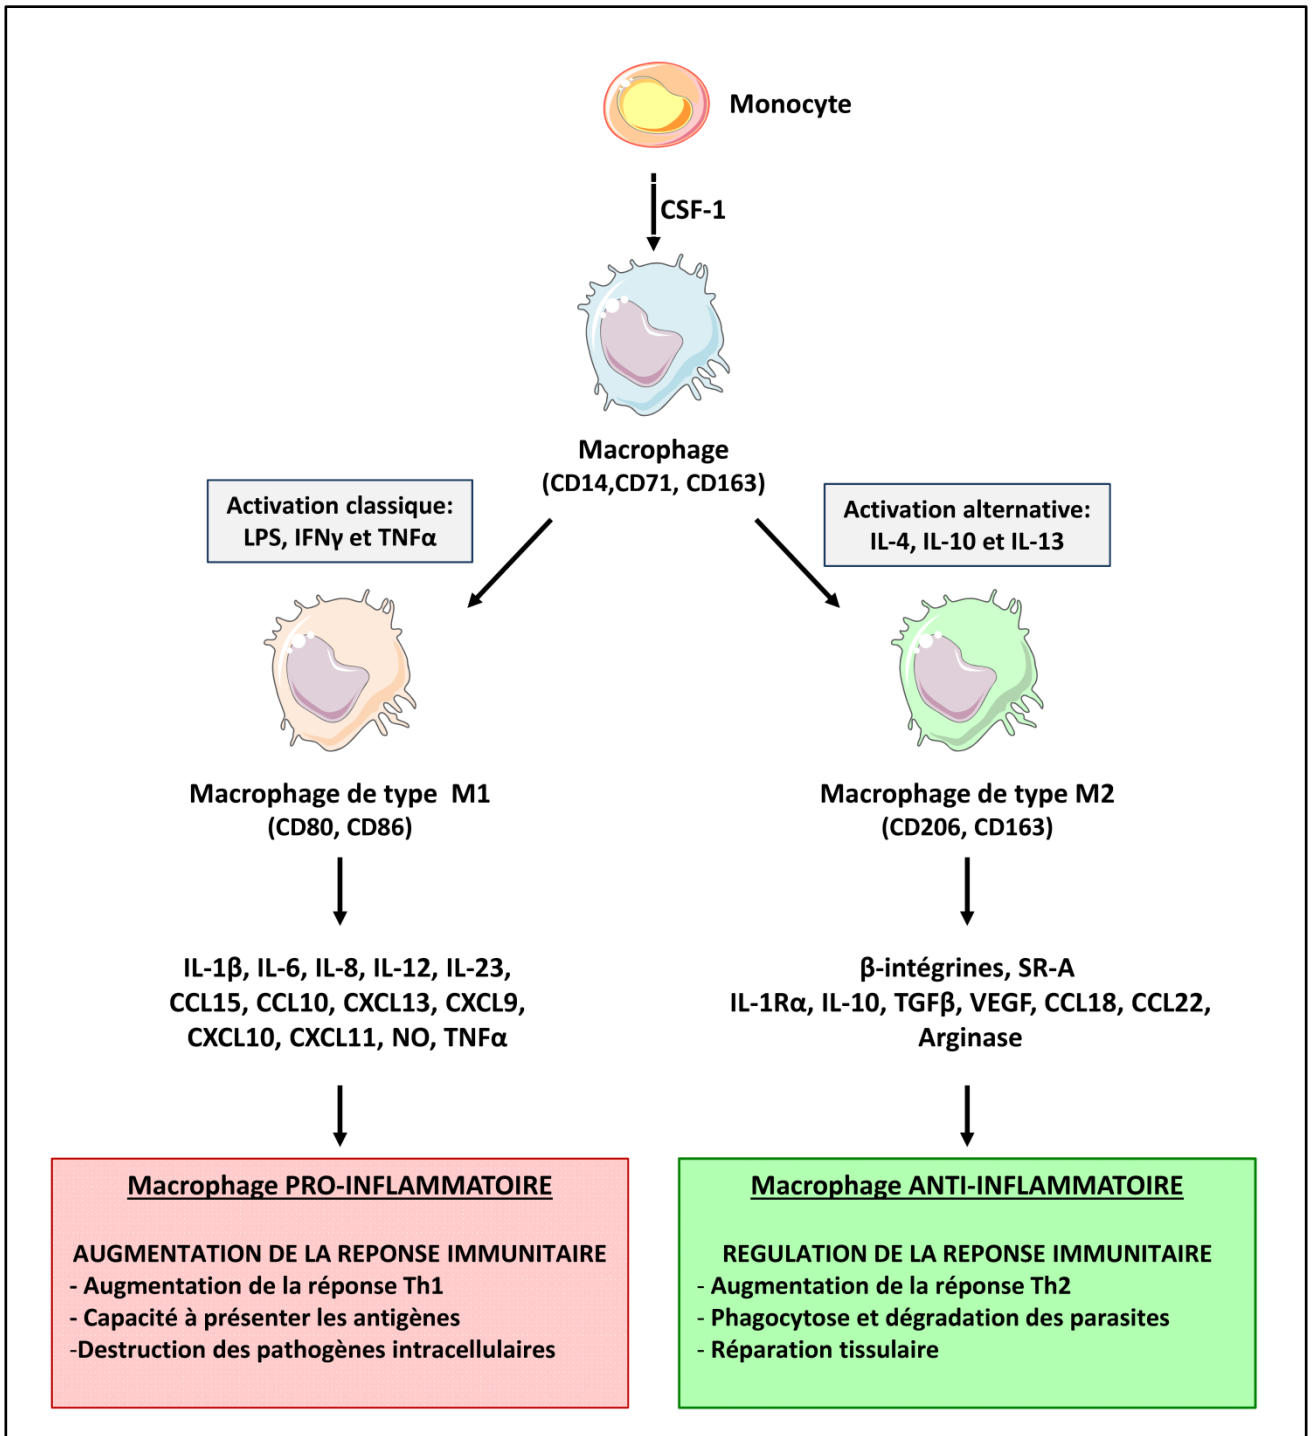 Monocyte
CSF-1
Macrophage
(CD14,CD71, CD163)
Activation classique:
LPS, IFNγ et TNFα
Activation alternative:
IL-4, IL-10 et IL-13
Macrophage de type M1
(CD80, CD86)
Macrophage de type M2
(CD206, CD163)
IL-1β, IL-6, IL-8, IL-12, IL-23,
CCL15, CCL10, CXCL13, CXCL9,
CXCL10, CXCL11, NO, TNFα
β-intégrines, SR-A
IL-1Rα, IL-10, TGFβ, VEGF, CCL18, CCL22,
Arginase
Macrophage PRO-INFLAMMATOIRE
AUGMENTATION DE LA REPONSE IMMUNITAIRE
- Augmentation de la réponse Th1
- Capacité à présenter les antigènes
-Destruction des pathogènes intracellulaires
Macrophage ANTI-INFLAMMATOIRE
REGULATION DE LA REPONSE IMMUNITAIRE
- Augmentation de la réponse Th2
- Phagocytose et dégradation des parasites
- Réparation tissulaire